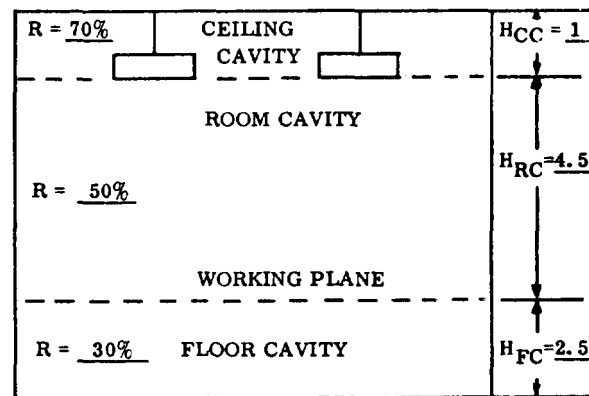 R = 70% CEILING CAVITY H_CC = 1
ROOM CAVITY
R = 50% H_RC = 4.5
WORKING PLANE
R = 30% FLOOR CAVITY H_FC = 2.5